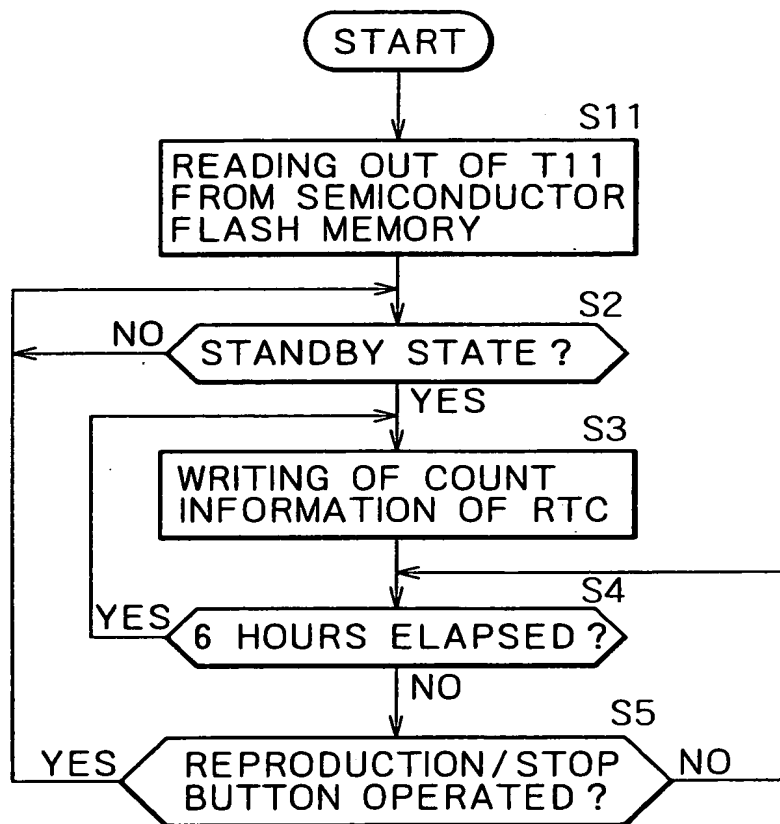 START
S11
READING OUT OF T11
FROM SEMICONDUCTOR
FLASH MEMORY
S2
NO
STANDBY STATE ?
YES
S3
WRITING OF COUNT
INFORMATION OF RTC
S4
YES
6 HOURS ELAPSED ?
NO
S5
YES
REPRODUCTION/STOP
BUTTON OPERATED ?
NO